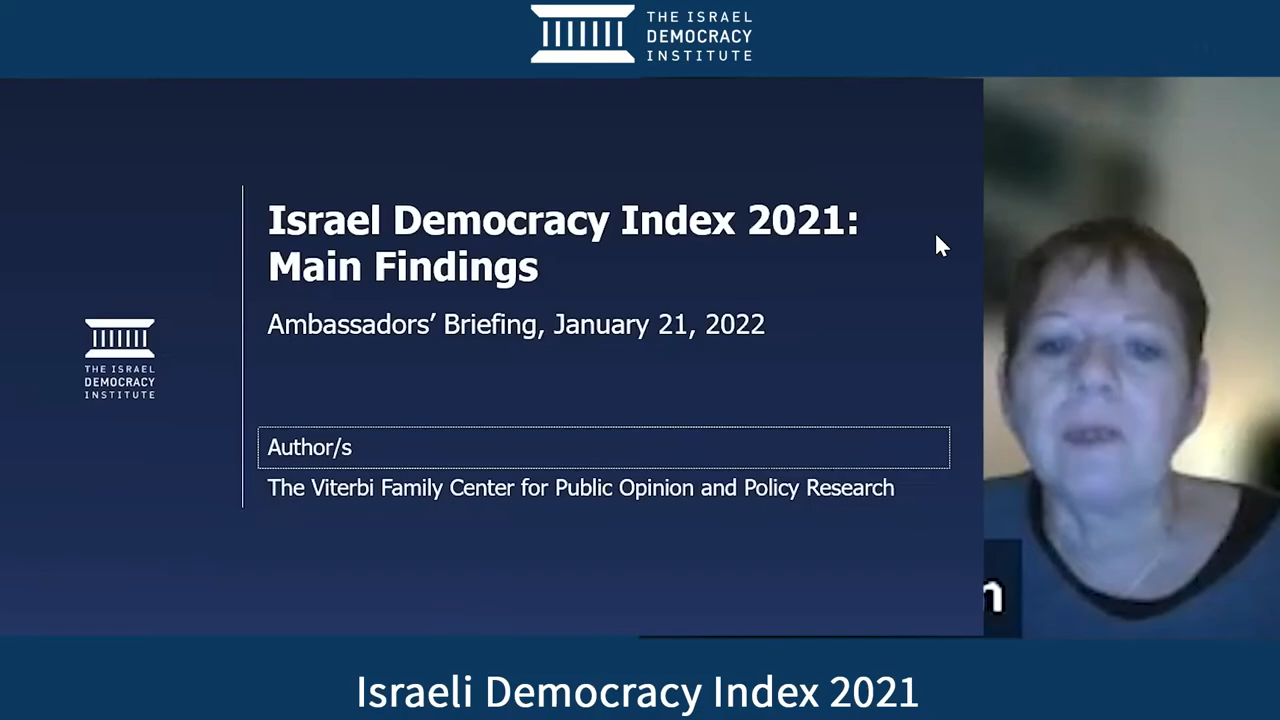 THE ISRAEL
DEMOCRACY
INSTITUTE
Israel Democracy Index 2021:
Main Findings
Ambassadors’ Briefing, January 21, 2022
THE ISRAEL
DEMOCRACY
INSTITUTE
Author/s
The Viterbi Family Center for Public Opinion and Policy Research
n
Israeli Democracy Index 2021